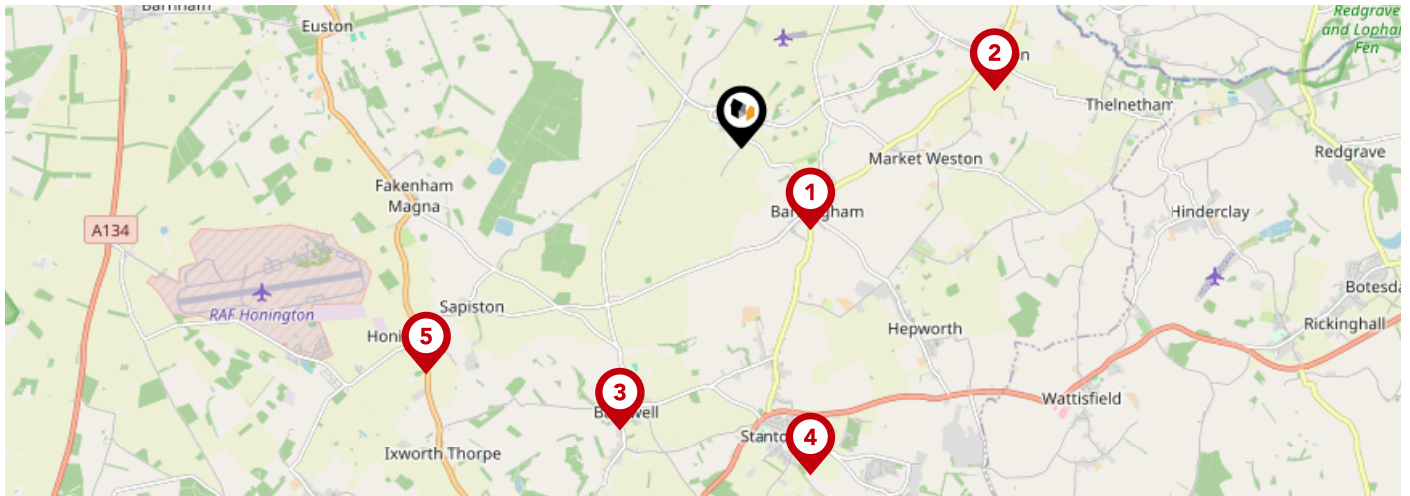 Barnham
Euston
Redgrave
and Lopham
Fen
2
Thelnetham
Market Weston
Redgrave
Fakenham
Magna
1
A134
Hinderclay
RAF Honington
Sapiston
Botesda
Hepworth
Rickinghall
5
3
Wattisfield
4
Ixworth Thorpe